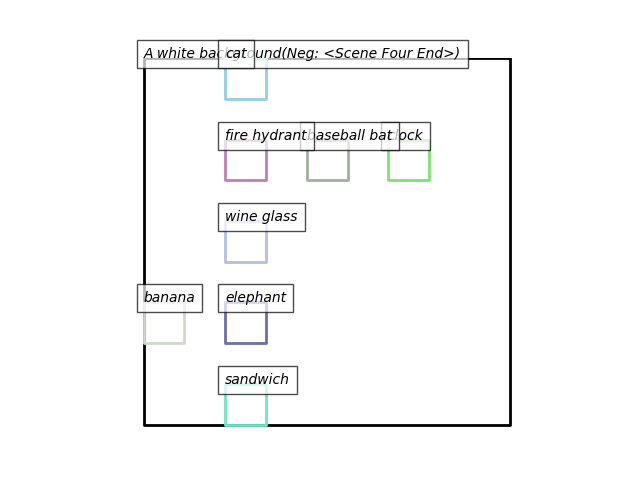 A white background(Neg: <Scene Four End>)
cat
fire hydrant
baseball bat
clock
wine glass
banana
elephant
sandwich